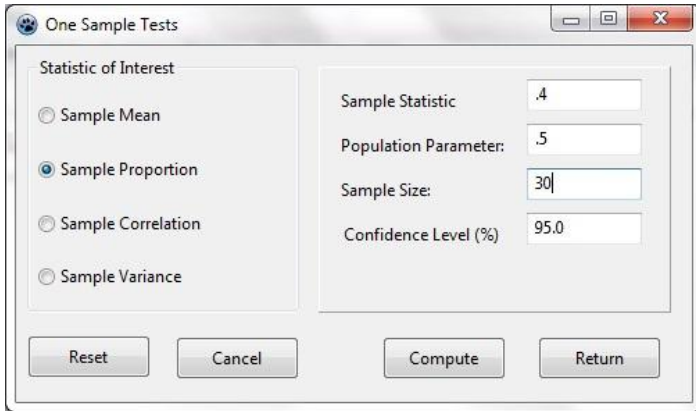 One Sample Tests
Statistic of Interest
Sample Mean
Sample Proportion
Sample Correlation
Sample Variance
Sample Statistic .4
Population Parameter: .5
Sample Size: 30
Confidence Level (%) 95.0
Reset Cancel Compute Return